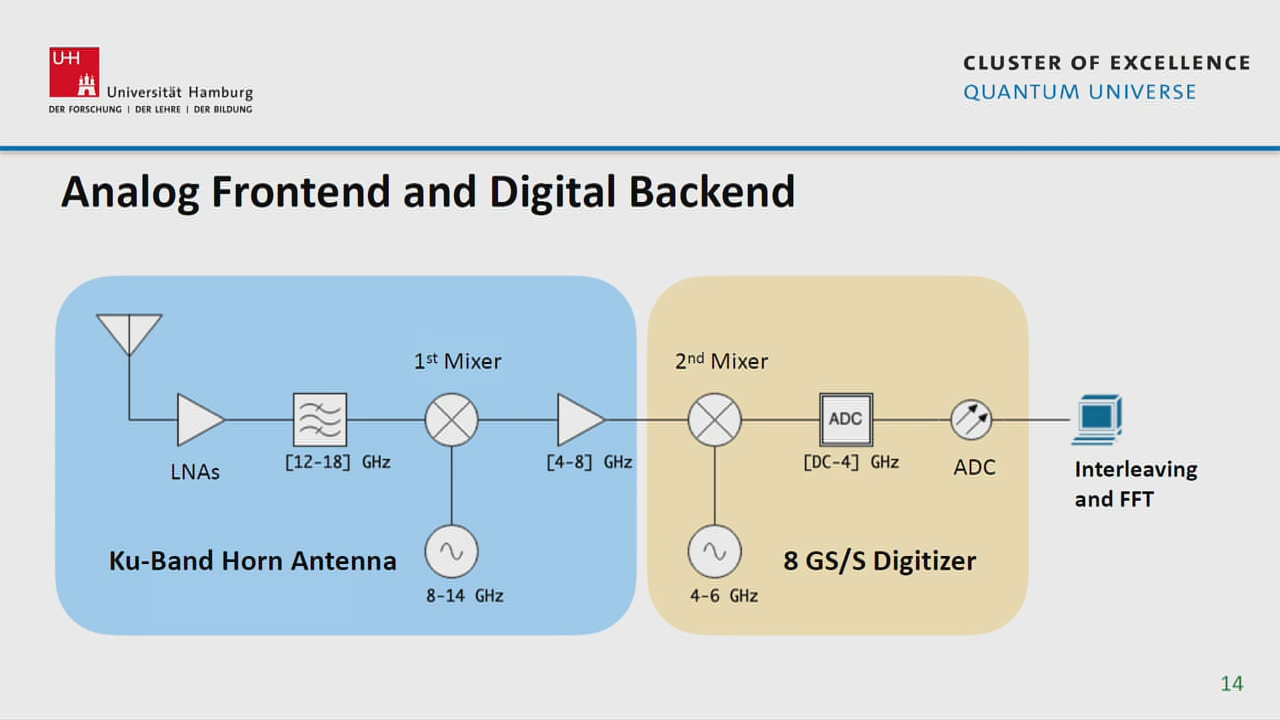 UHH
Universität Hamburg
DER FORSCHUNG | DER LEHRE | DER BILDUNG
CLUSTER OF EXCELLENCE
QUANTUM UNIVERSE
Analog Frontend and Digital Backend
1st Mixer
2nd Mixer
ADC
LNAs
[12-18] GHz
[4-8] GHz
[DC-4] GHz
ADC
Interleaving
and FFT
Ku-Band Horn Antenna
8 GS/S Digitizer
8-14 GHz
4-6 GHz
14